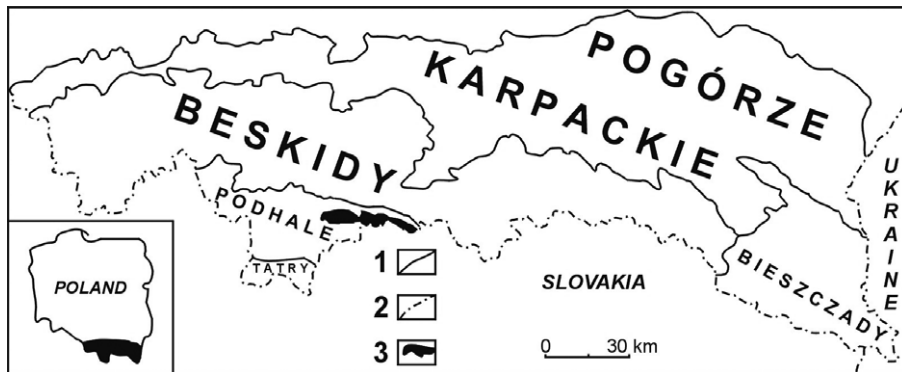 POGÓRZE
KARPACKIE
BESKIDY
PODHALE
TATRY
BIESZCZADY
UKRAINE
SLOVAKIA
POLAND
1
2
3
0 30 km